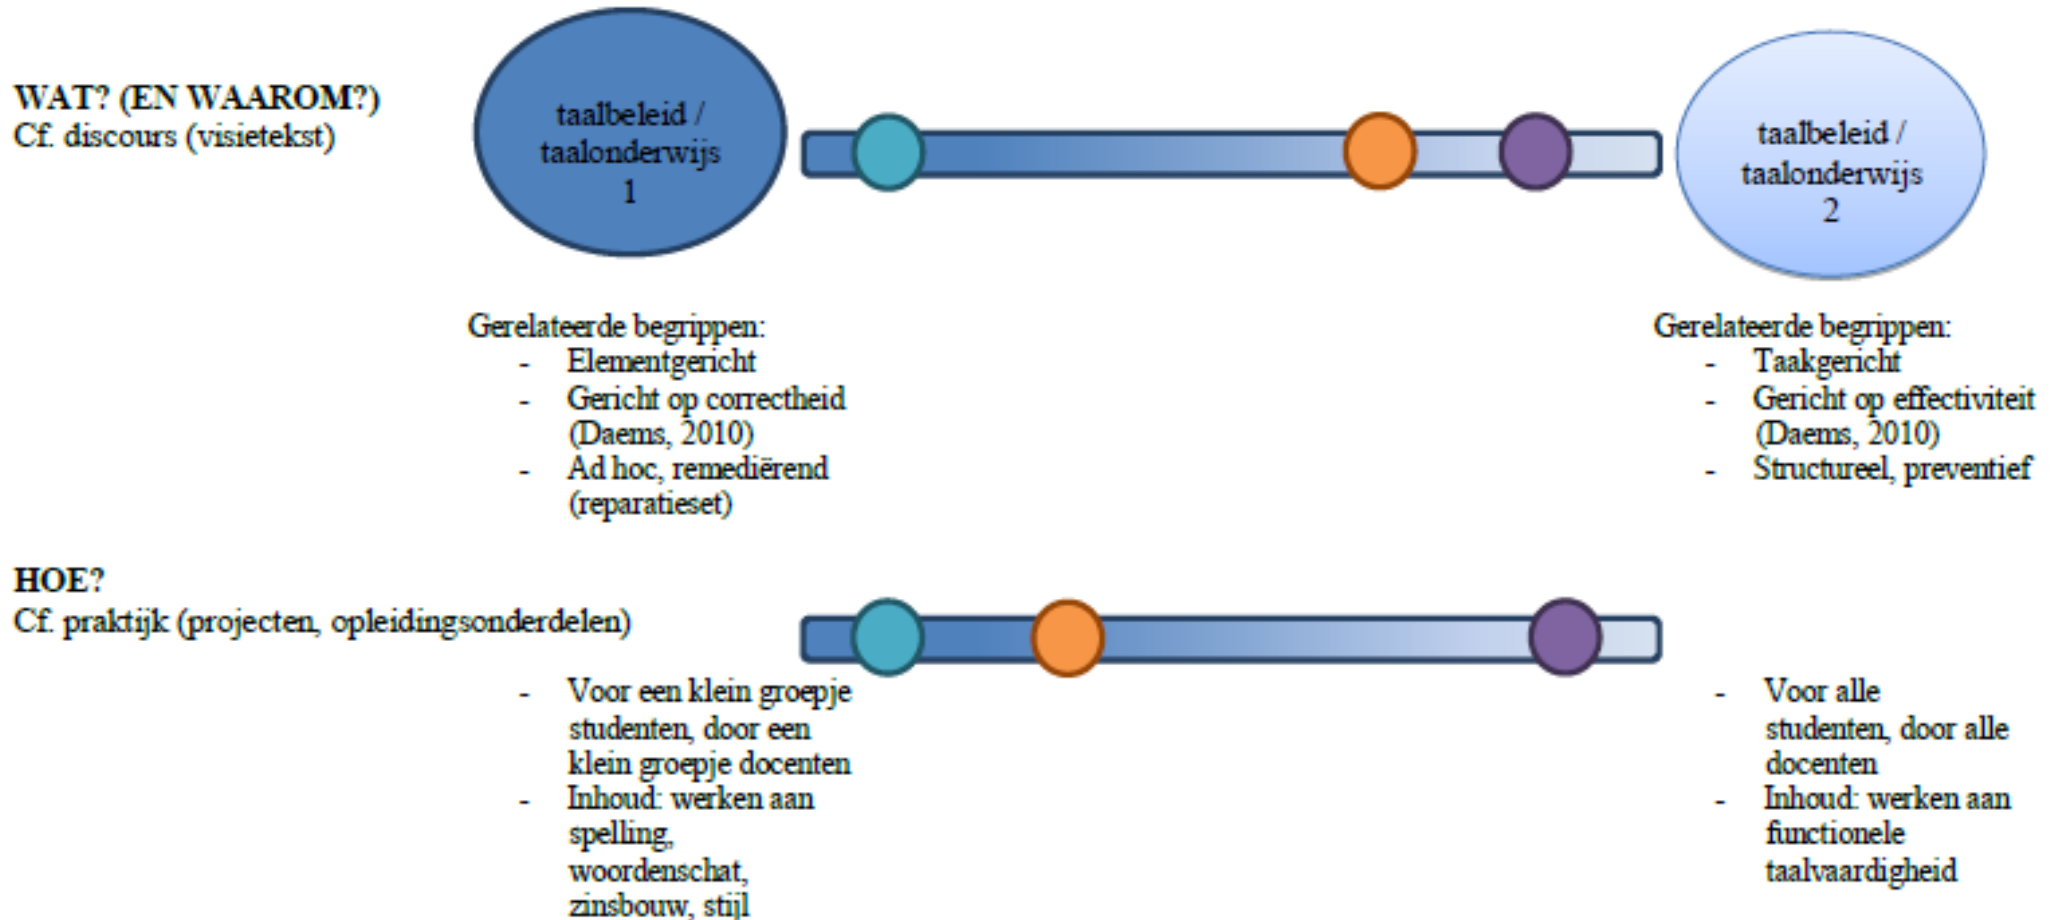 WAT? (EN WAAROM?)
Cf. discours (visietekst)
taalbeleid /
taalonderwijs
1
taalbeleid /
taalonderwijs
2
Gerelateerde begrippen:
- Elementgericht
- Gericht op correctheid
(Daems, 2010)
- Ad hoc, remediërend
(reparatieset)
Gerelateerde begrippen:
- Taakgericht
- Gericht op effectiviteit
(Daems, 2010)
- Structureel, preventief
HOE?
Cf. praktijk (projecten, opleidingsonderdelen)
- Voor een klein groepje
studenten, door een
klein groepje docenten
- Inhoud: werken aan
spelling,
woordenschat,
zinsbouw, stijl
- Voor alle
studenten, door alle
docenten
- Inhoud: werken aan
functionele
taalvaardigheid